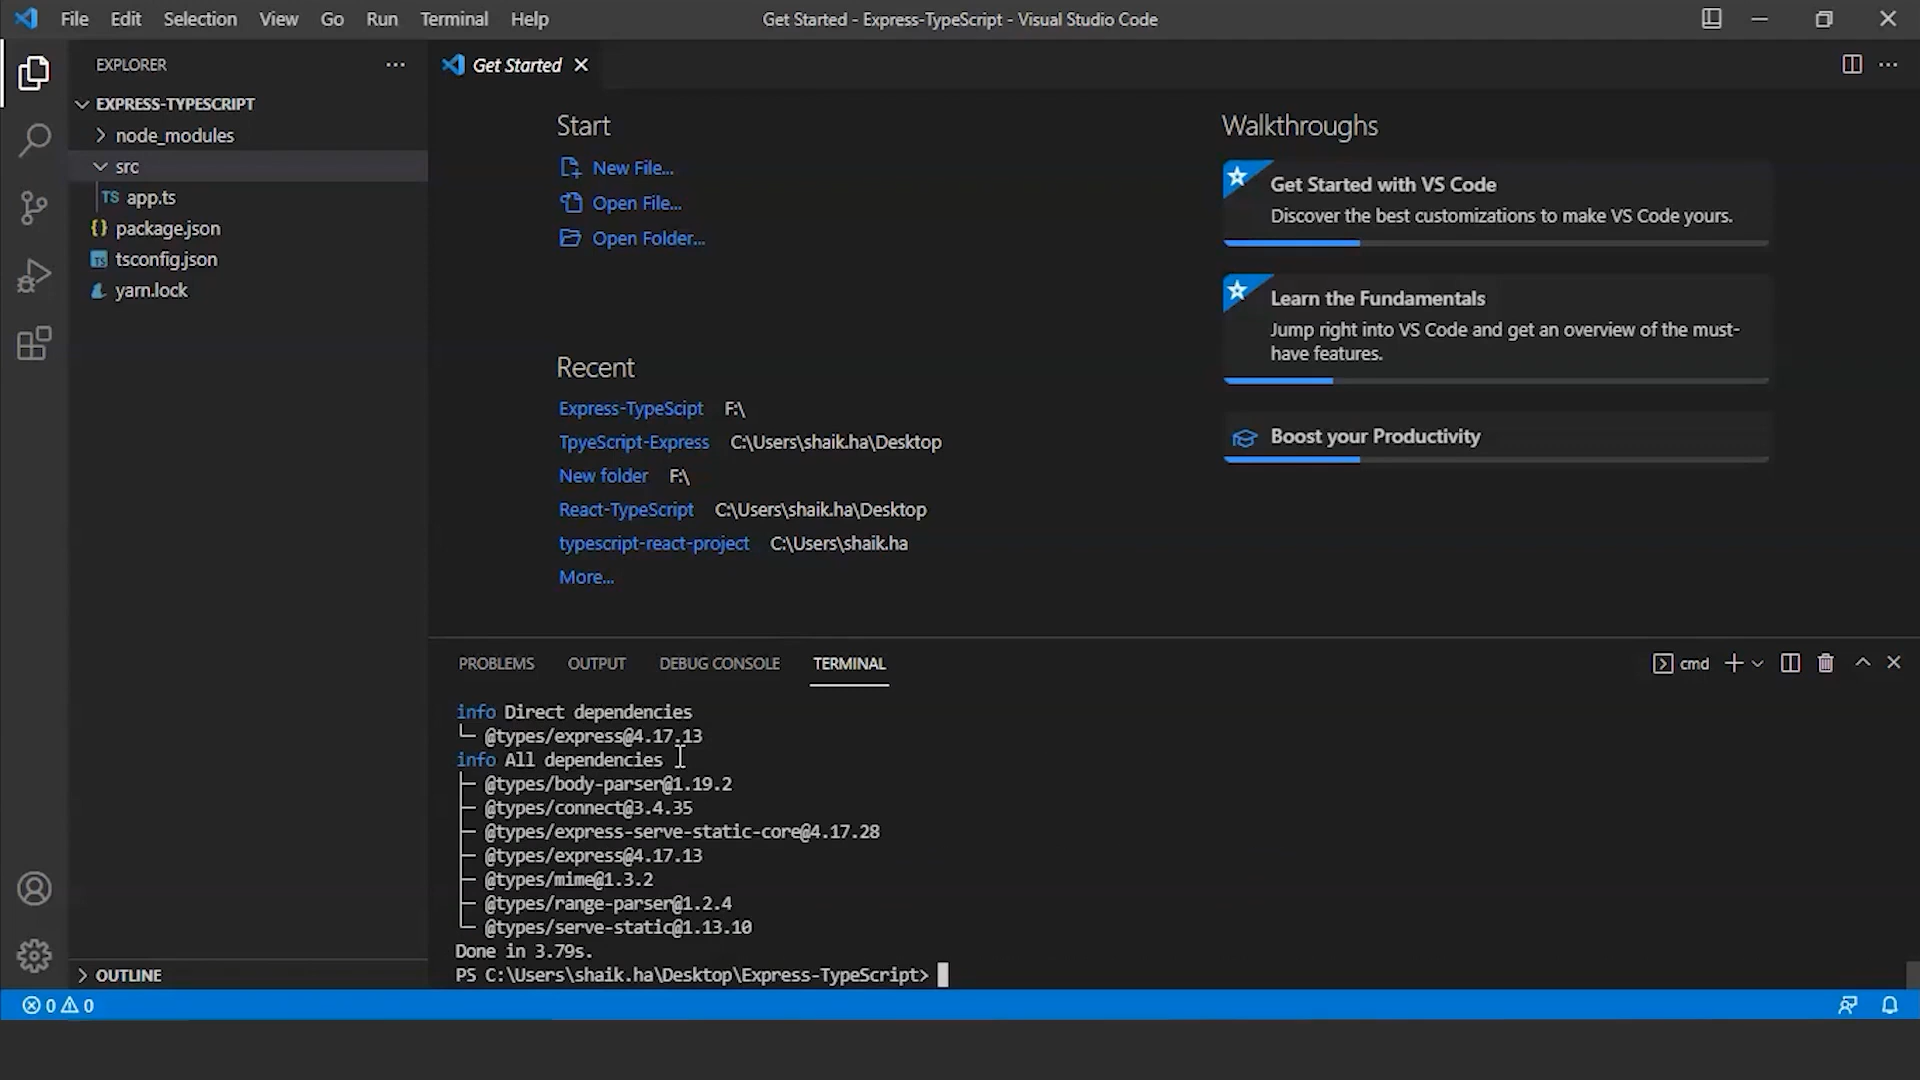 File Edit Selection View Go Run Terminal Help
Get Started - Express-TypeScript - Visual Studio Code
EXPLORER
EXPRESS-TYPESCRIPT
node_modules
src
TS app.ts
{} package.json
TS tsconfig.json
yarn.lock
OUTLINE
Get Started
Start
New File...
Open File...
Open Folder...
Recent
Express-TypeScipt F:\
TpyeScript-Express C:\Users\shaik.ha\Desktop
New folder F:\
React-TypeScript C:\Users\shaik.ha\Desktop
typescript-react-project C:\Users\shaik.ha
More...
Walkthroughs
Get Started with VS Code
Discover the best customizations to make VS Code yours.
Learn the Fundamentals
Jump right into VS Code and get an overview of the must-
have features.
Boost your Productivity
PROBLEMS OUTPUT DEBUG CONSOLE TERMINAL
cmd
info Direct dependencies
└─ @types/express@4.17.13
info All dependencies
├─ @types/body-parser@1.19.2
├─ @types/connect@3.4.35
├─ @types/express-serve-static-core@4.17.28
├─ @types/express@4.17.13
├─ @types/mime@1.3.2
├─ @types/range-parser@1.2.4
└─ @types/serve-static@1.13.10
Done in 3.79s.
PS C:\Users\shaik.ha\Desktop\Express-TypeScript>
0 0